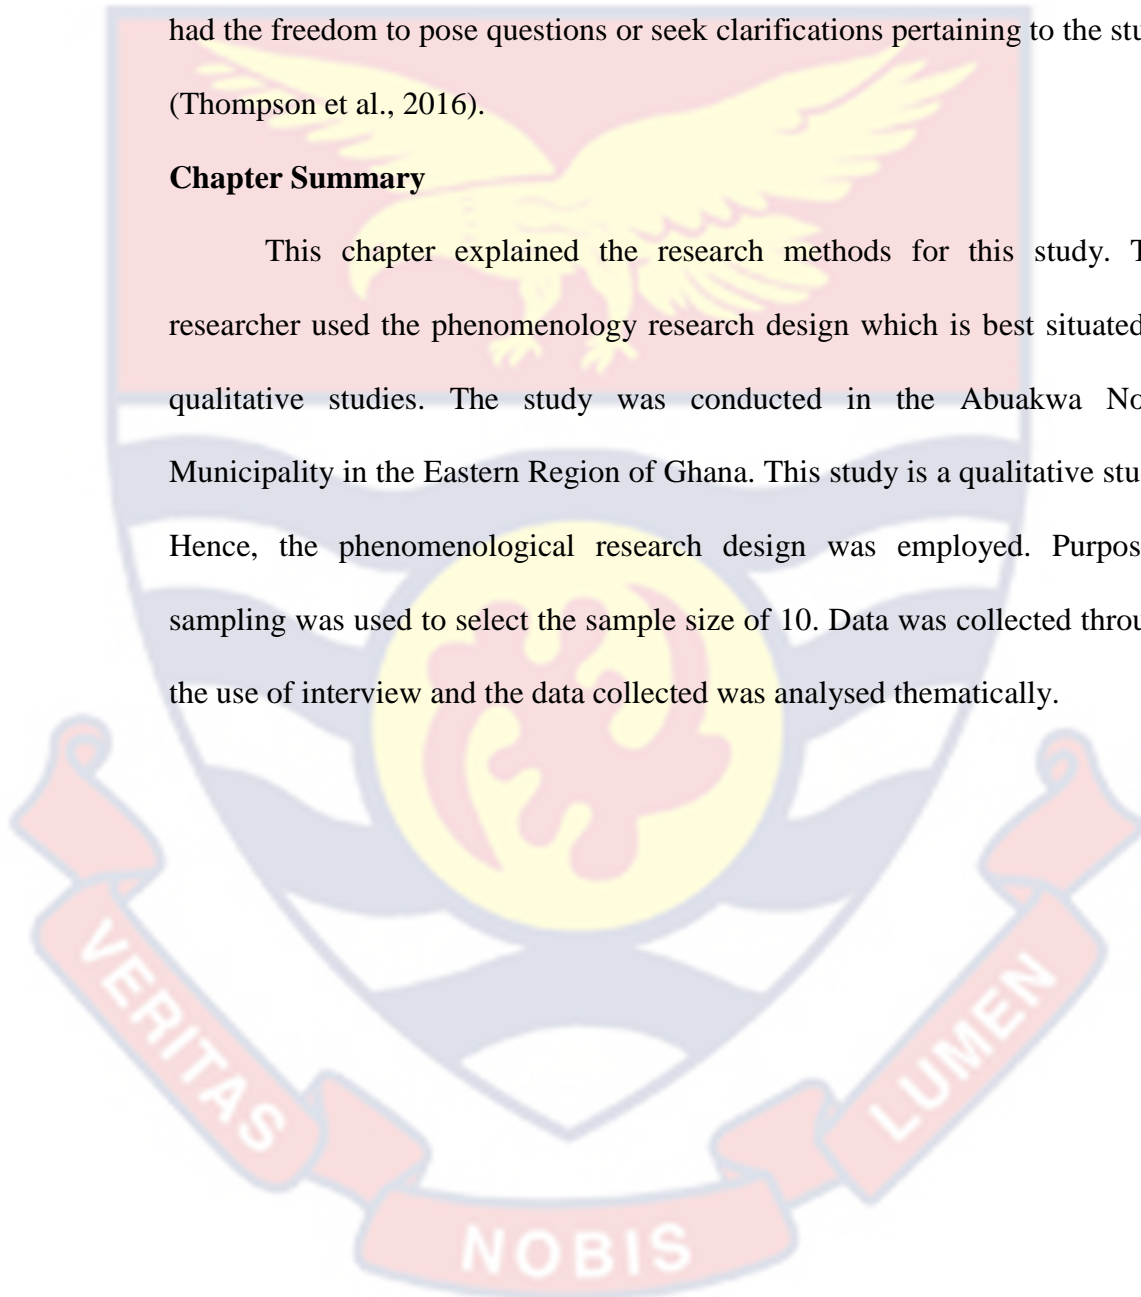 had the freedom to pose questions or seek clarifications pertaining to the stu
(Thompson et al., 2016).
Chapter Summary
This chapter explained the research methods for this study. T
researcher used the phenomenology research design which is best situated
qualitative studies. The study was conducted in the Abuakwa No
Municipality in the Eastern Region of Ghana. This study is a qualitative stu
Hence, the phenomenological research design was employed. Purpos
sampling was used to select the sample size of 10. Data was collected throu
the use of interview and the data collected was analysed thematically.
VERITAS
NOBIS
LUMEN